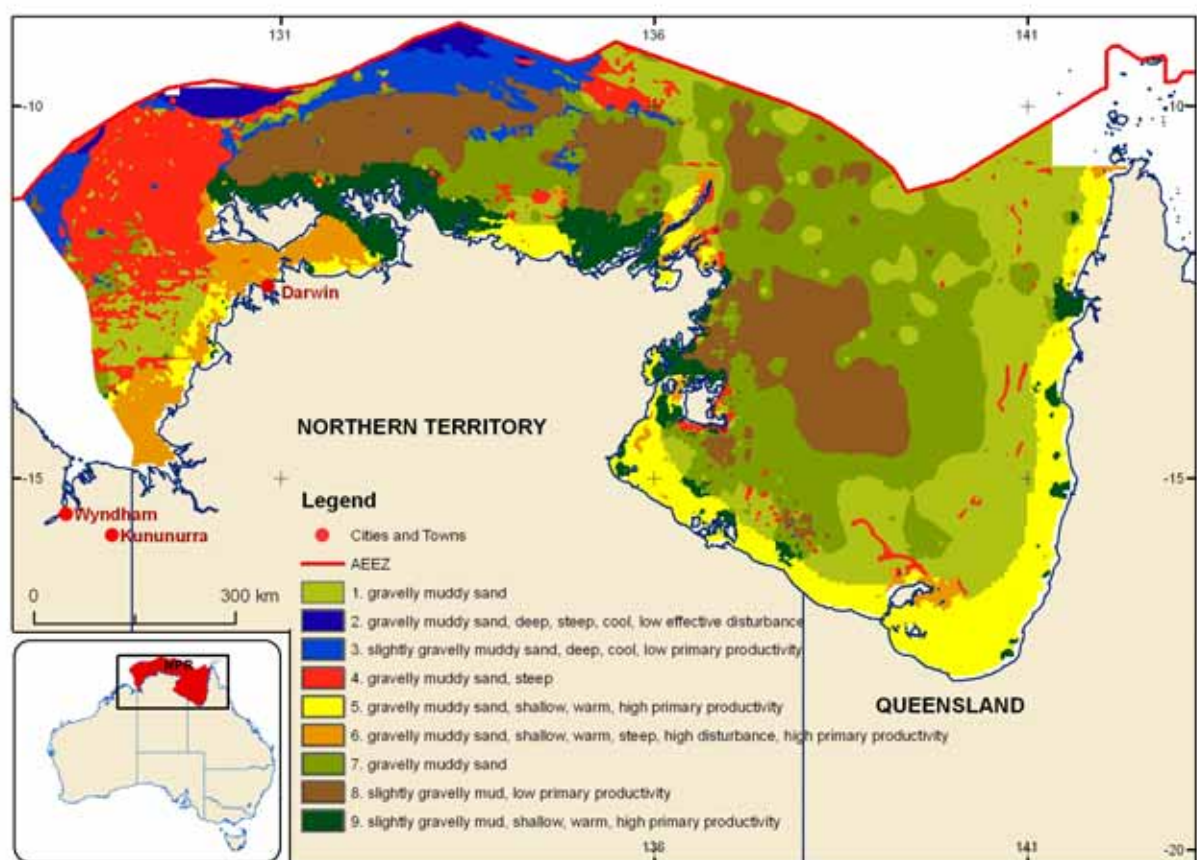 131
136
141
-10
-10
Darwin
NORTHERN TERRITORY
-15
-15
Wyndham
Kununurra
0
300 km
Legend
Cities and Towns
AEEZ
1. gravelly muddy sand
2. gravelly muddy sand, deep, steep, cool, low effective disturbance
3. slightly gravelly muddy sand, deep, cool, low primary productivity
4. gravelly muddy sand, steep
5. gravelly muddy sand, shallow, warm, high primary productivity
6. gravelly muddy sand, shallow, warm, steep, high disturbance, high primary productivity
7. gravelly muddy sand
8. slightly gravelly mud, low primary productivity
9. slightly gravelly mud, shallow, warm, high primary productivity
QUEENSLAND
136
141
-20